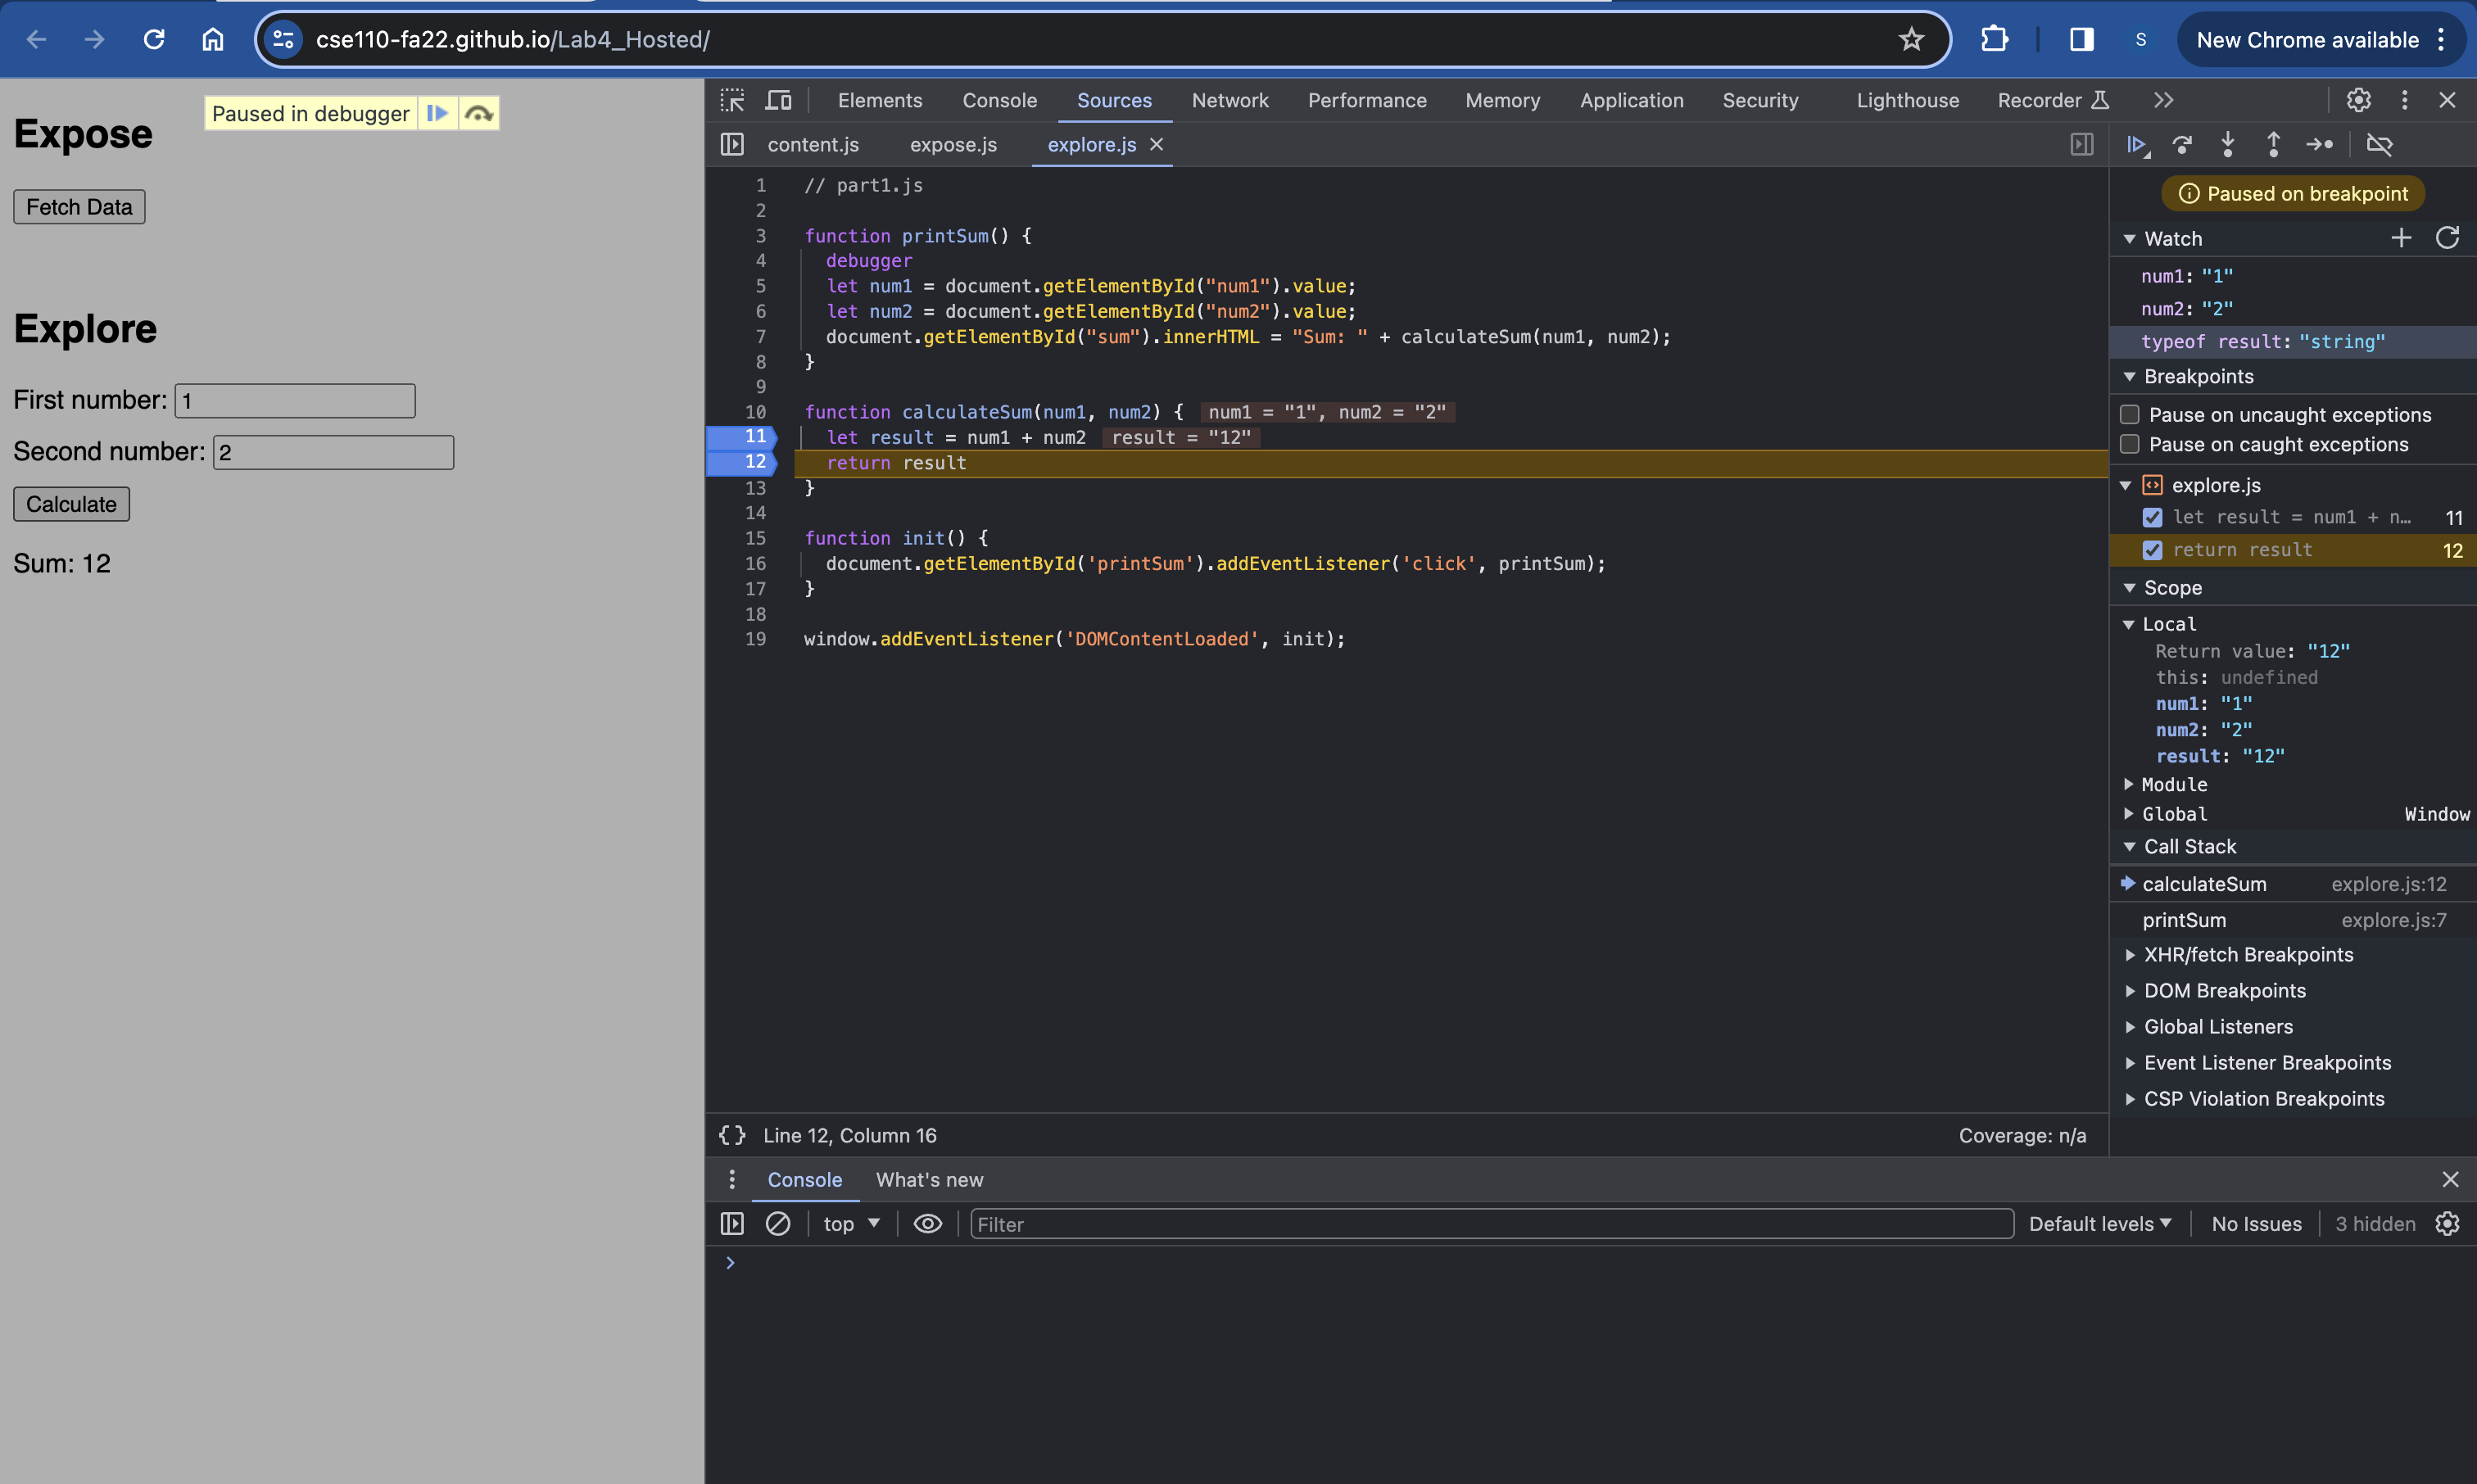 cse110-fa22.github.io/Lab4_Hosted/
S
New Chrome available
Expose
Paused in debugger
Fetch Data
Explore
First number: 1
Second number: 2
Calculate
Sum: 12
Elements Console Sources Network Performance Memory Application Security Lighthouse Recorder
content.js expose.js explore.js
1 // part1.js
2
3 function printSum() {
4 debugger
5 let num1 = document.getElementById("num1").value;
6 let num2 = document.getElementById("num2").value;
7 document.getElementById("sum").innerHTML = "Sum: " + calculateSum(num1, num2);
8 }
9
10 function calculateSum(num1, num2) { num1 = "1", num2 = "2"
11 let result = num1 + num2 result = "12"
12 return result
13 }
14
15 function init() {
16 document.getElementById('printSum').addEventListener('click', printSum);
17 }
18
19 window.addEventListener('DOMContentLoaded', init);
{ } Line 12, Column 16 Coverage: n/a
Paused on breakpoint
Watch
num1: "1"
num2: "2"
typeof result: "string"
Breakpoints
Pause on uncaught exceptions
Pause on caught exceptions
explore.js
let result = num1 + n… 11
return result 12
Scope
Local
Return value: "12"
this: undefined
num1: "1"
num2: "2"
result: "12"
Module
Global Window
Call Stack
calculateSum explore.js:12
printSum explore.js:7
XHR/fetch Breakpoints
DOM Breakpoints
Global Listeners
Event Listener Breakpoints
CSP Violation Breakpoints
Console What's new
top Filter Default levels No Issues 3 hidden